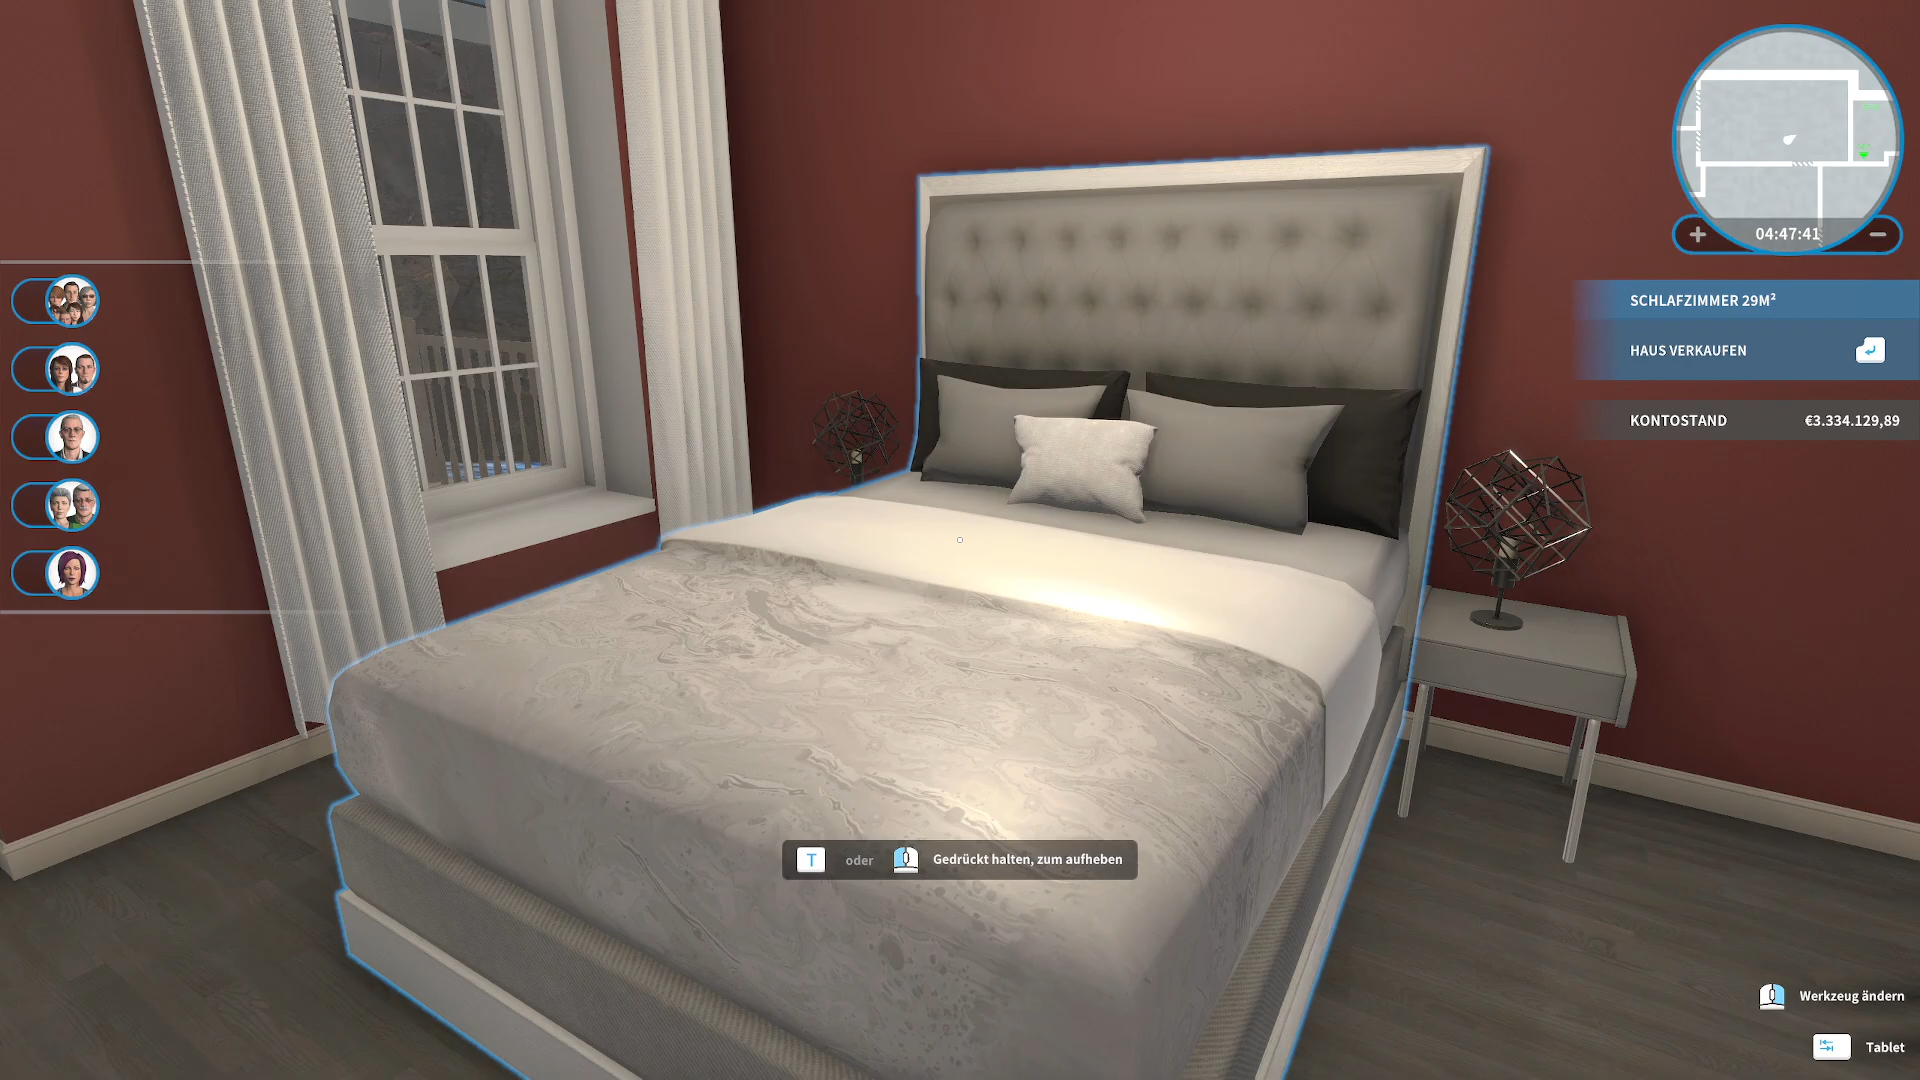 04:47:41
SCHLAFZIMMER 29M²
HAUS VERKAUFEN
KONTOSTAND €3.334.129,89
T oder Gedrückt halten, zum aufheben
Werkzeug ändern
Tablet